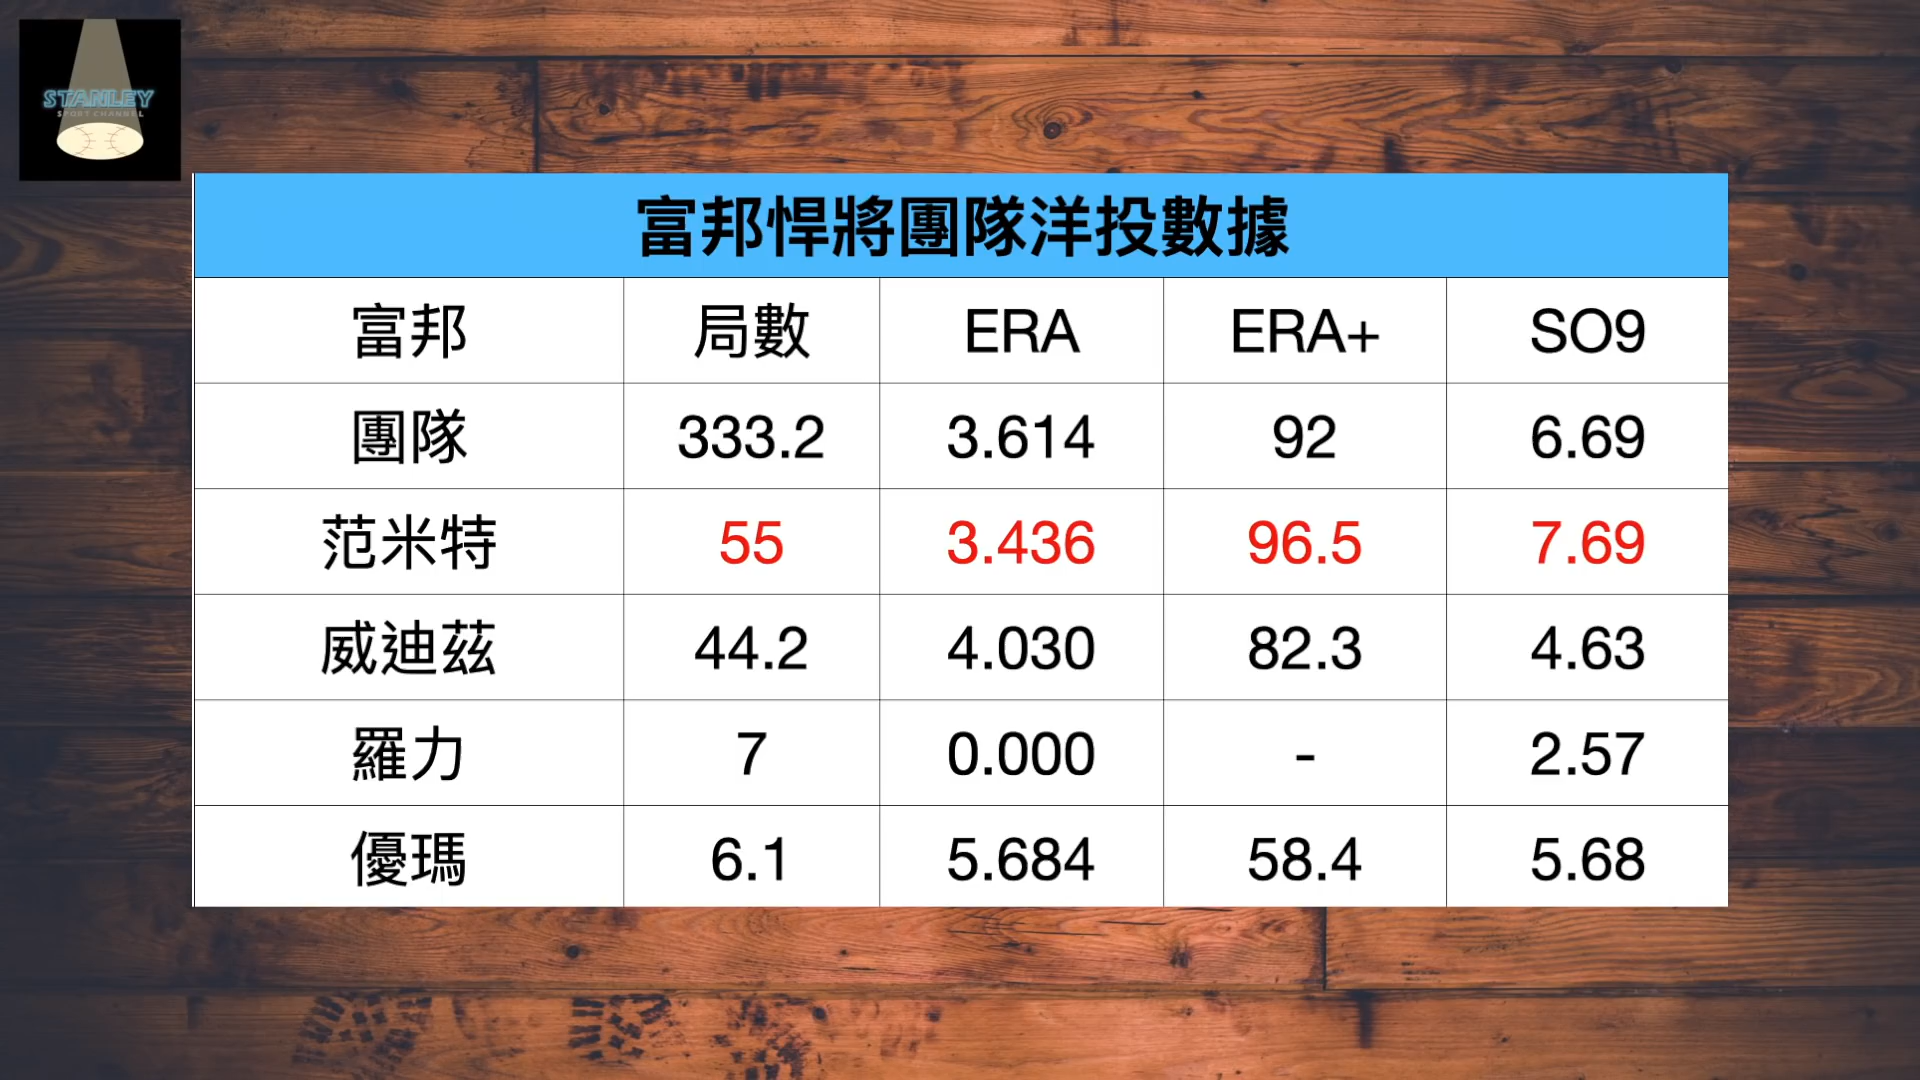 STANLEY
SPORT CHANNEL
富邦悍將團隊洋投數據
富邦 局數 ERA ERA+ SO9
團隊 333.2 3.614 92 6.69
范米特 55 3.436 96.5 7.69
威迪茲 44.2 4.030 82.3 4.63
羅力 7 0.000 - 2.57
優瑪 6.1 5.684 58.4 5.68